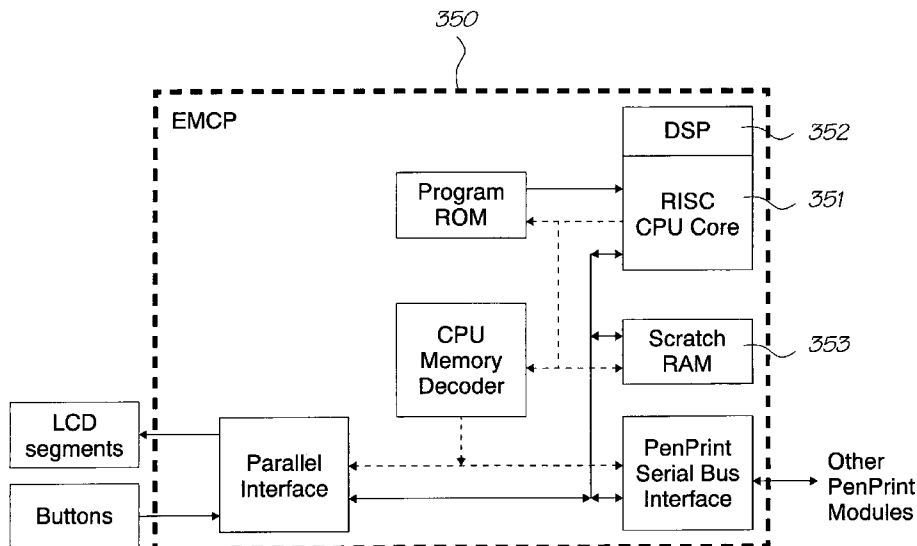 350
EMCP
DSP
352
Program
ROM
RISC
CPU Core
351
CPU
Memory
Decoder
Scratch
RAM
353
LCD
segments
Parallel
Interface
PenPrint
Serial Bus
Interface
Other
PenPrint
Modules
Buttons